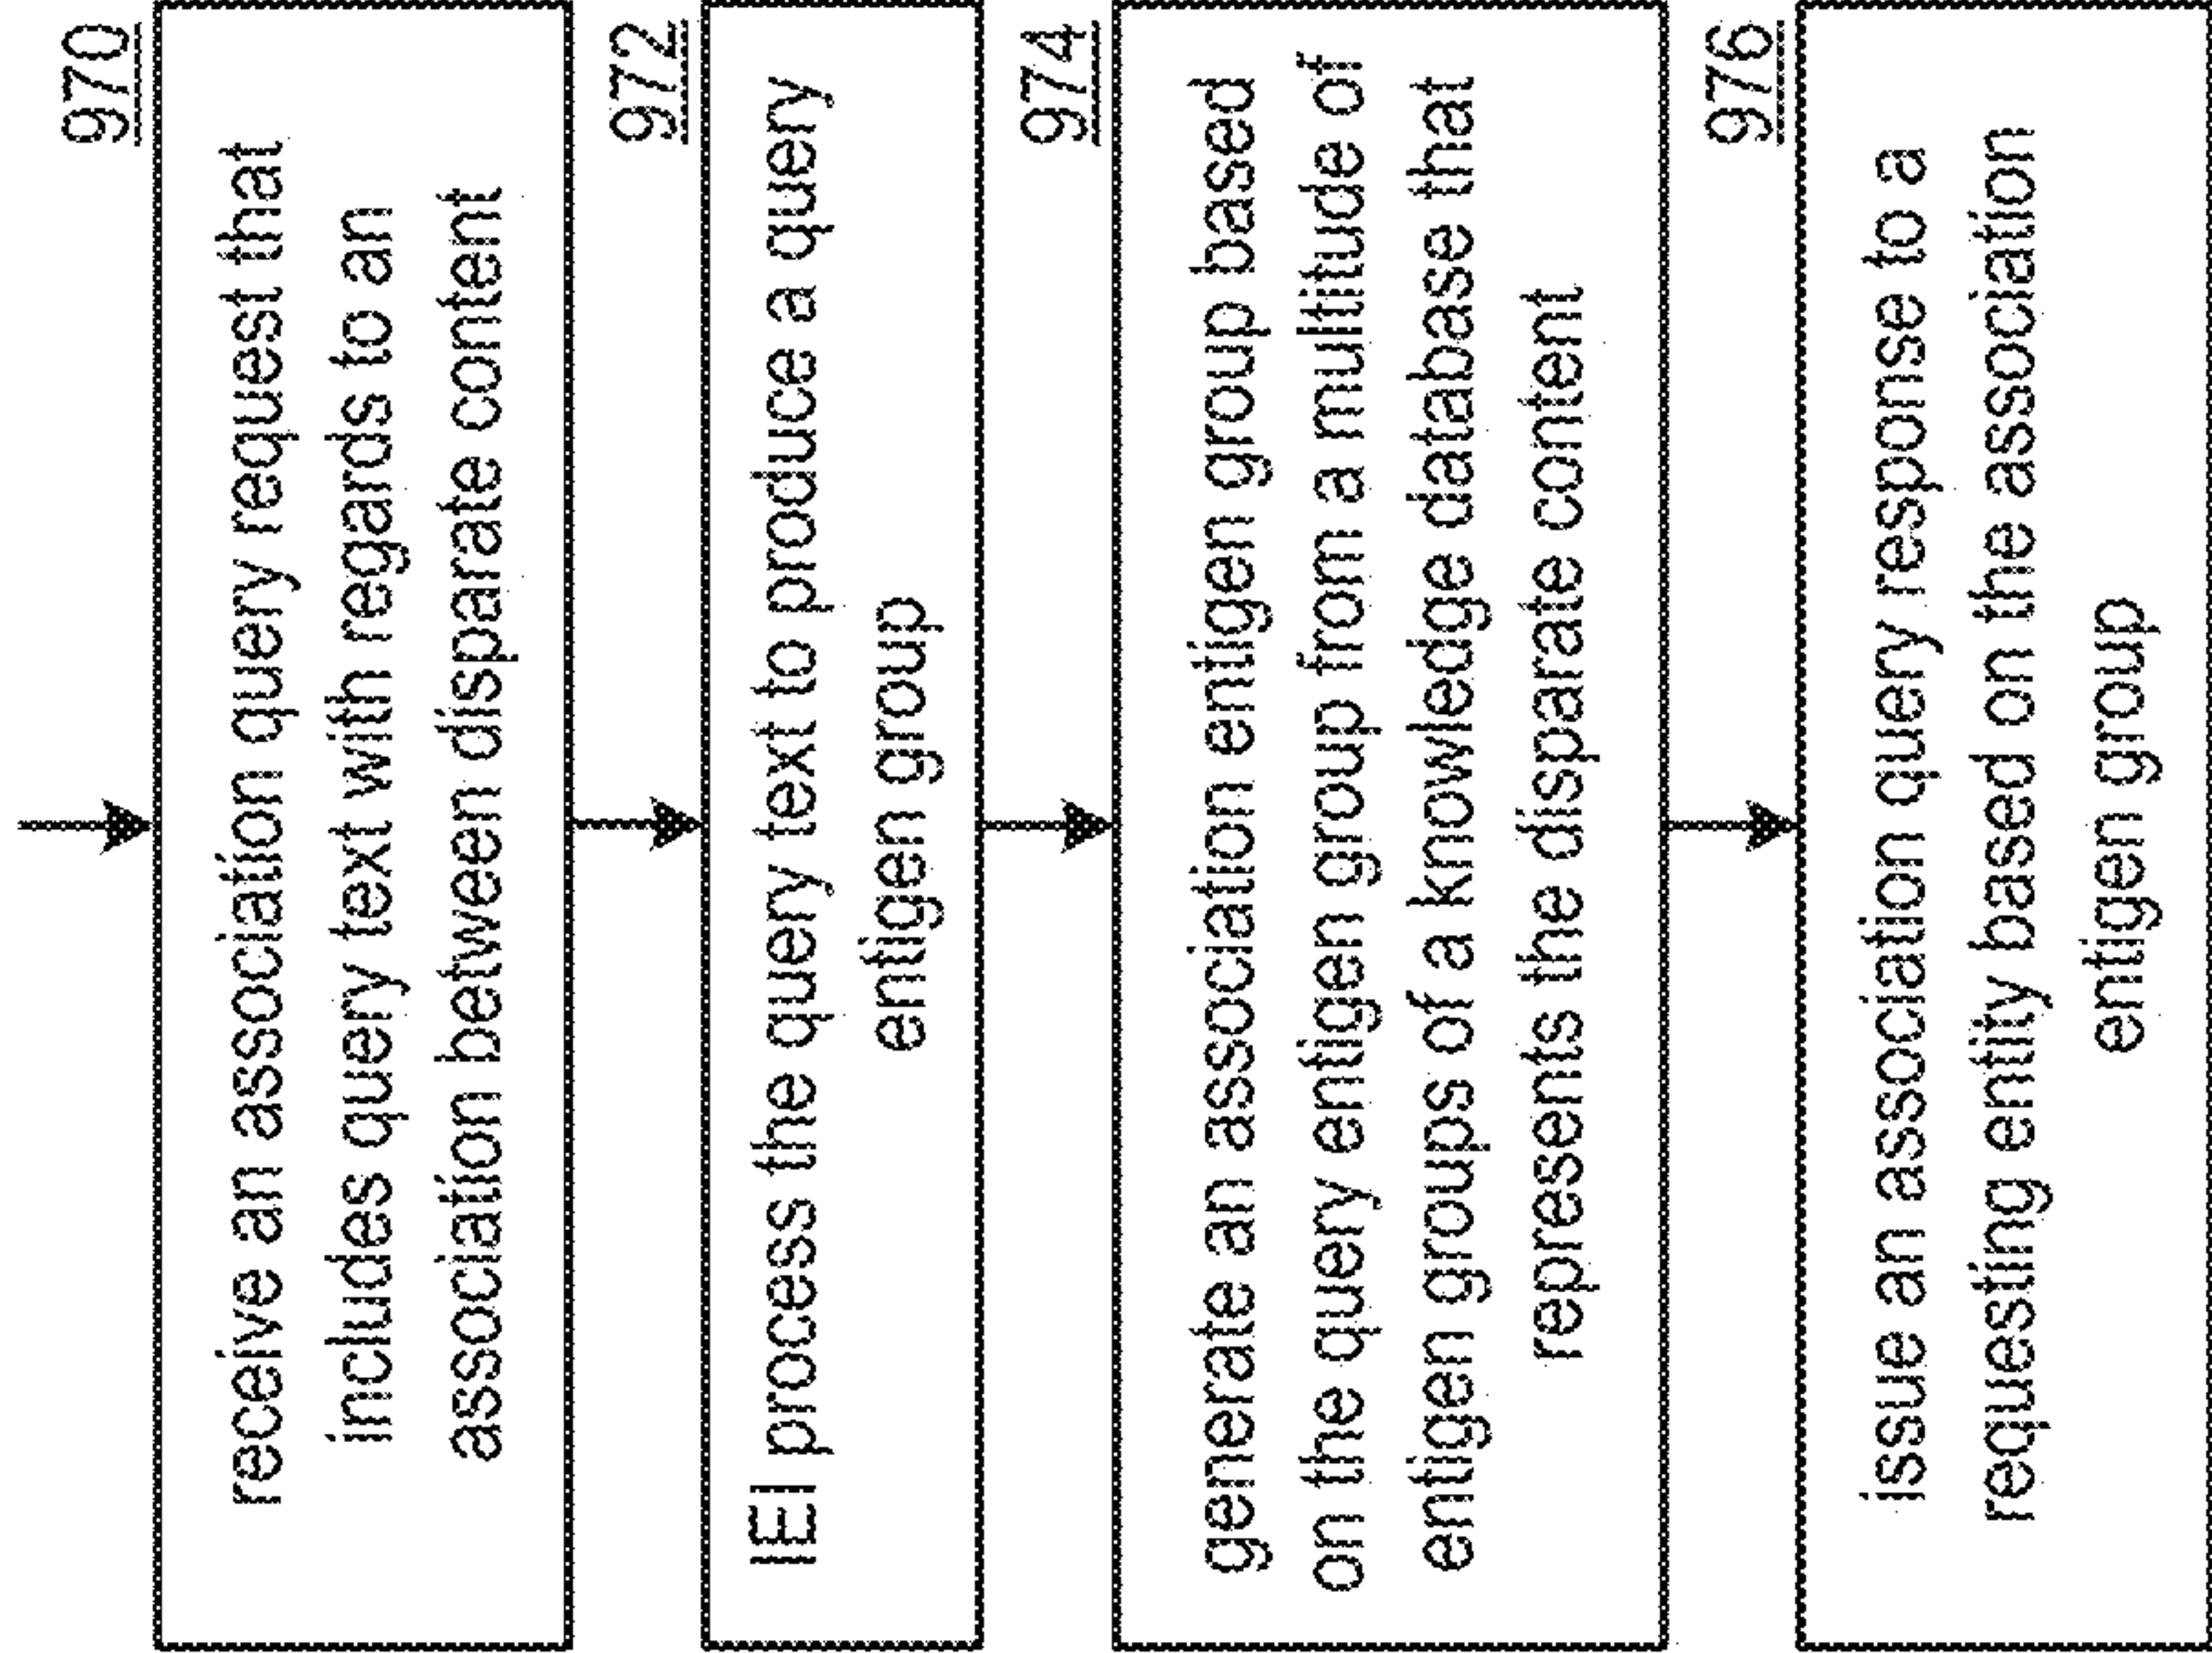 970
receive an association query request that
includes query text with regards to an
association between disparate content
972
IEI process the query text to produce a query
entigen group
974
generate an association entigen group based
on the query entigen group from a multitude of
entigen groups of a knowledge database that
represents the disparate content
976
issue an association query response to a
requesting entity based on the association
entigen group